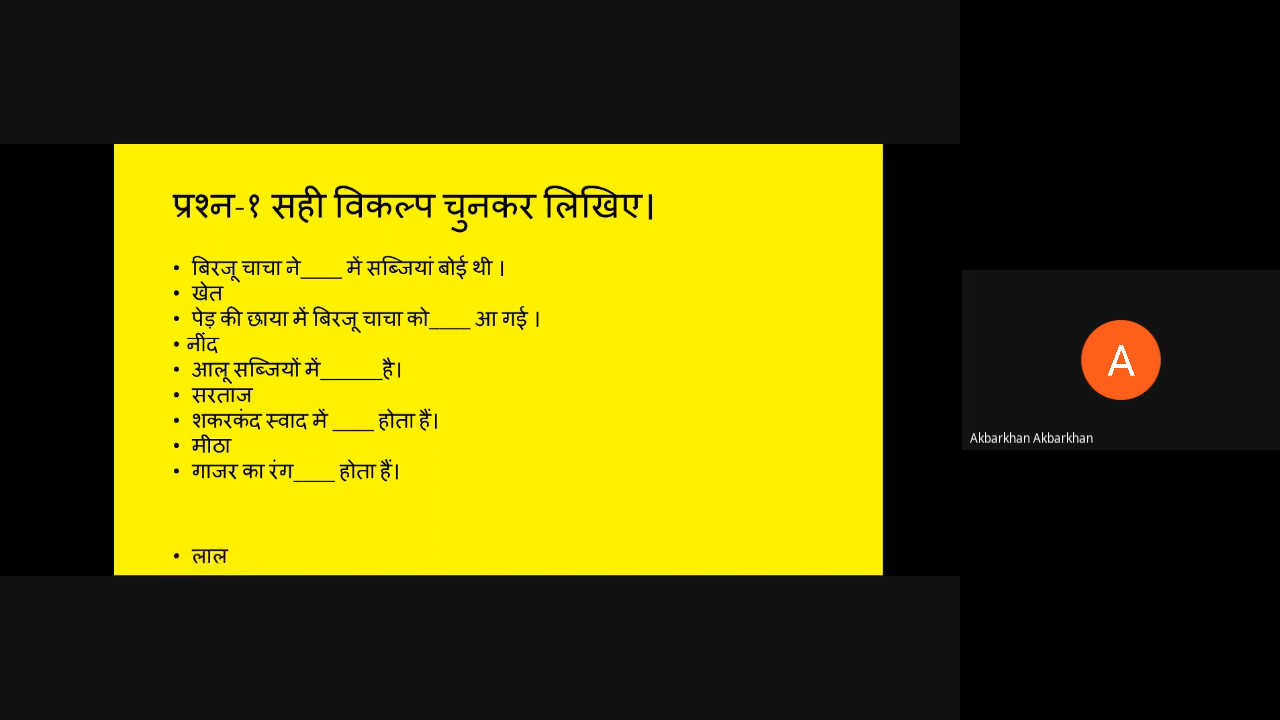 प्रश्न-१ सही विकल्प चुनकर लिखिए।
• बिरजू चाचा ने____ में सब्जियां बोई थी ।
• खेत
• पेड़ की छाया में बिरजू चाचा को____ आ गई ।
• नींद
• आलू सब्जियों में______है।
• सरताज
• शकरकंद स्वाद में ____ होता हैं।
• मीठा
• गाजर का रंग____ होता हैं।
• लाल
A
Akbarkhan Akbarkhan